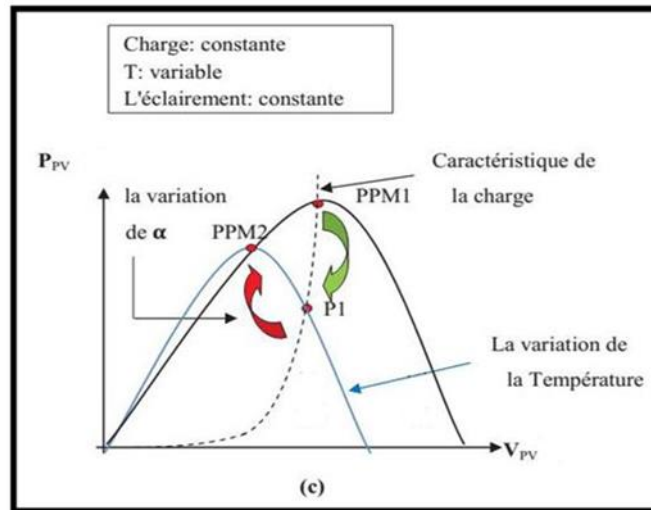 Charge: constante
T: variable
L'éclairement: constante
P_PV
la variation
de α
PPM2
PPM1
Caractéristique de
la charge
P1
La variation de
la Température
V_PV
(c)